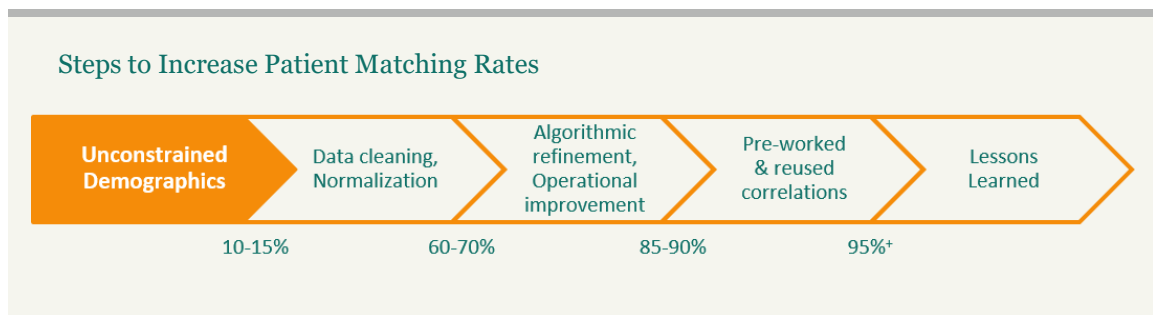 Steps to Increase Patient Matching Rates
Unconstrained
Demographics
Data cleaning,
Normalization
Algorithmic
refinement,
Operational
improvement
Pre-worked
& reused
correlations
Lessons
Learned
10-15%
60-70%
85-90%
95%⁺